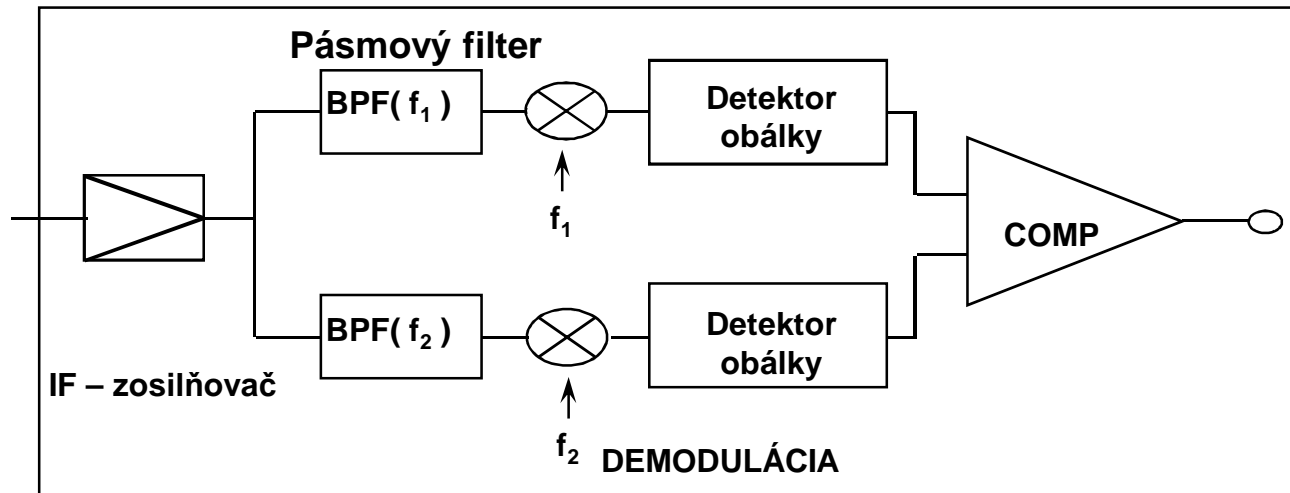 Pásmový filter
BPF( f₁ )
Detektor
obálky
f₁
COMP
BPF( f₂ )
Detektor
obálky
IF – zosilňovač
f₂
DEMODULÁCIA